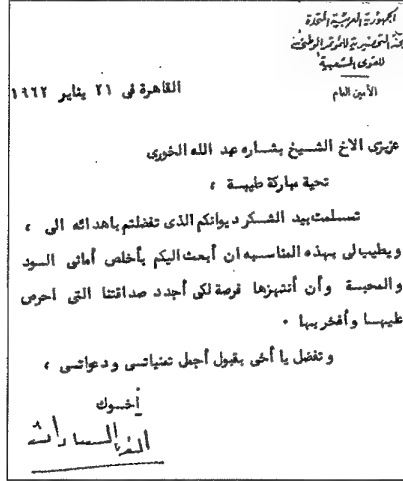 الجمهورية العربية المتحدة
اللجنة التحضيرية للمؤتمر الوطني
للقوى الشعبية
الأمين العام
القاهرة فى ٢١ يناير ١٩٦٢
عزيزى الاخ الشيخ بشاره عبد الله الخورى
تحية مباركة طيبة ،
تسلمت بيد الشكر ديوانكم الذى تفضلتم باهدائه الى ،
ويطيب لى بهذه المناسبه ان أبعث اليكم بأخلص أمانى الود
والمحبة وأن أنتهزها فرصة لكى أجدد صداقتنا التى احرص
عليها وأفخر بها ٠
وتفضل يا أخى بقبول أجمل تمنياتى ودعواتى ،
أخوك
أنور السادات